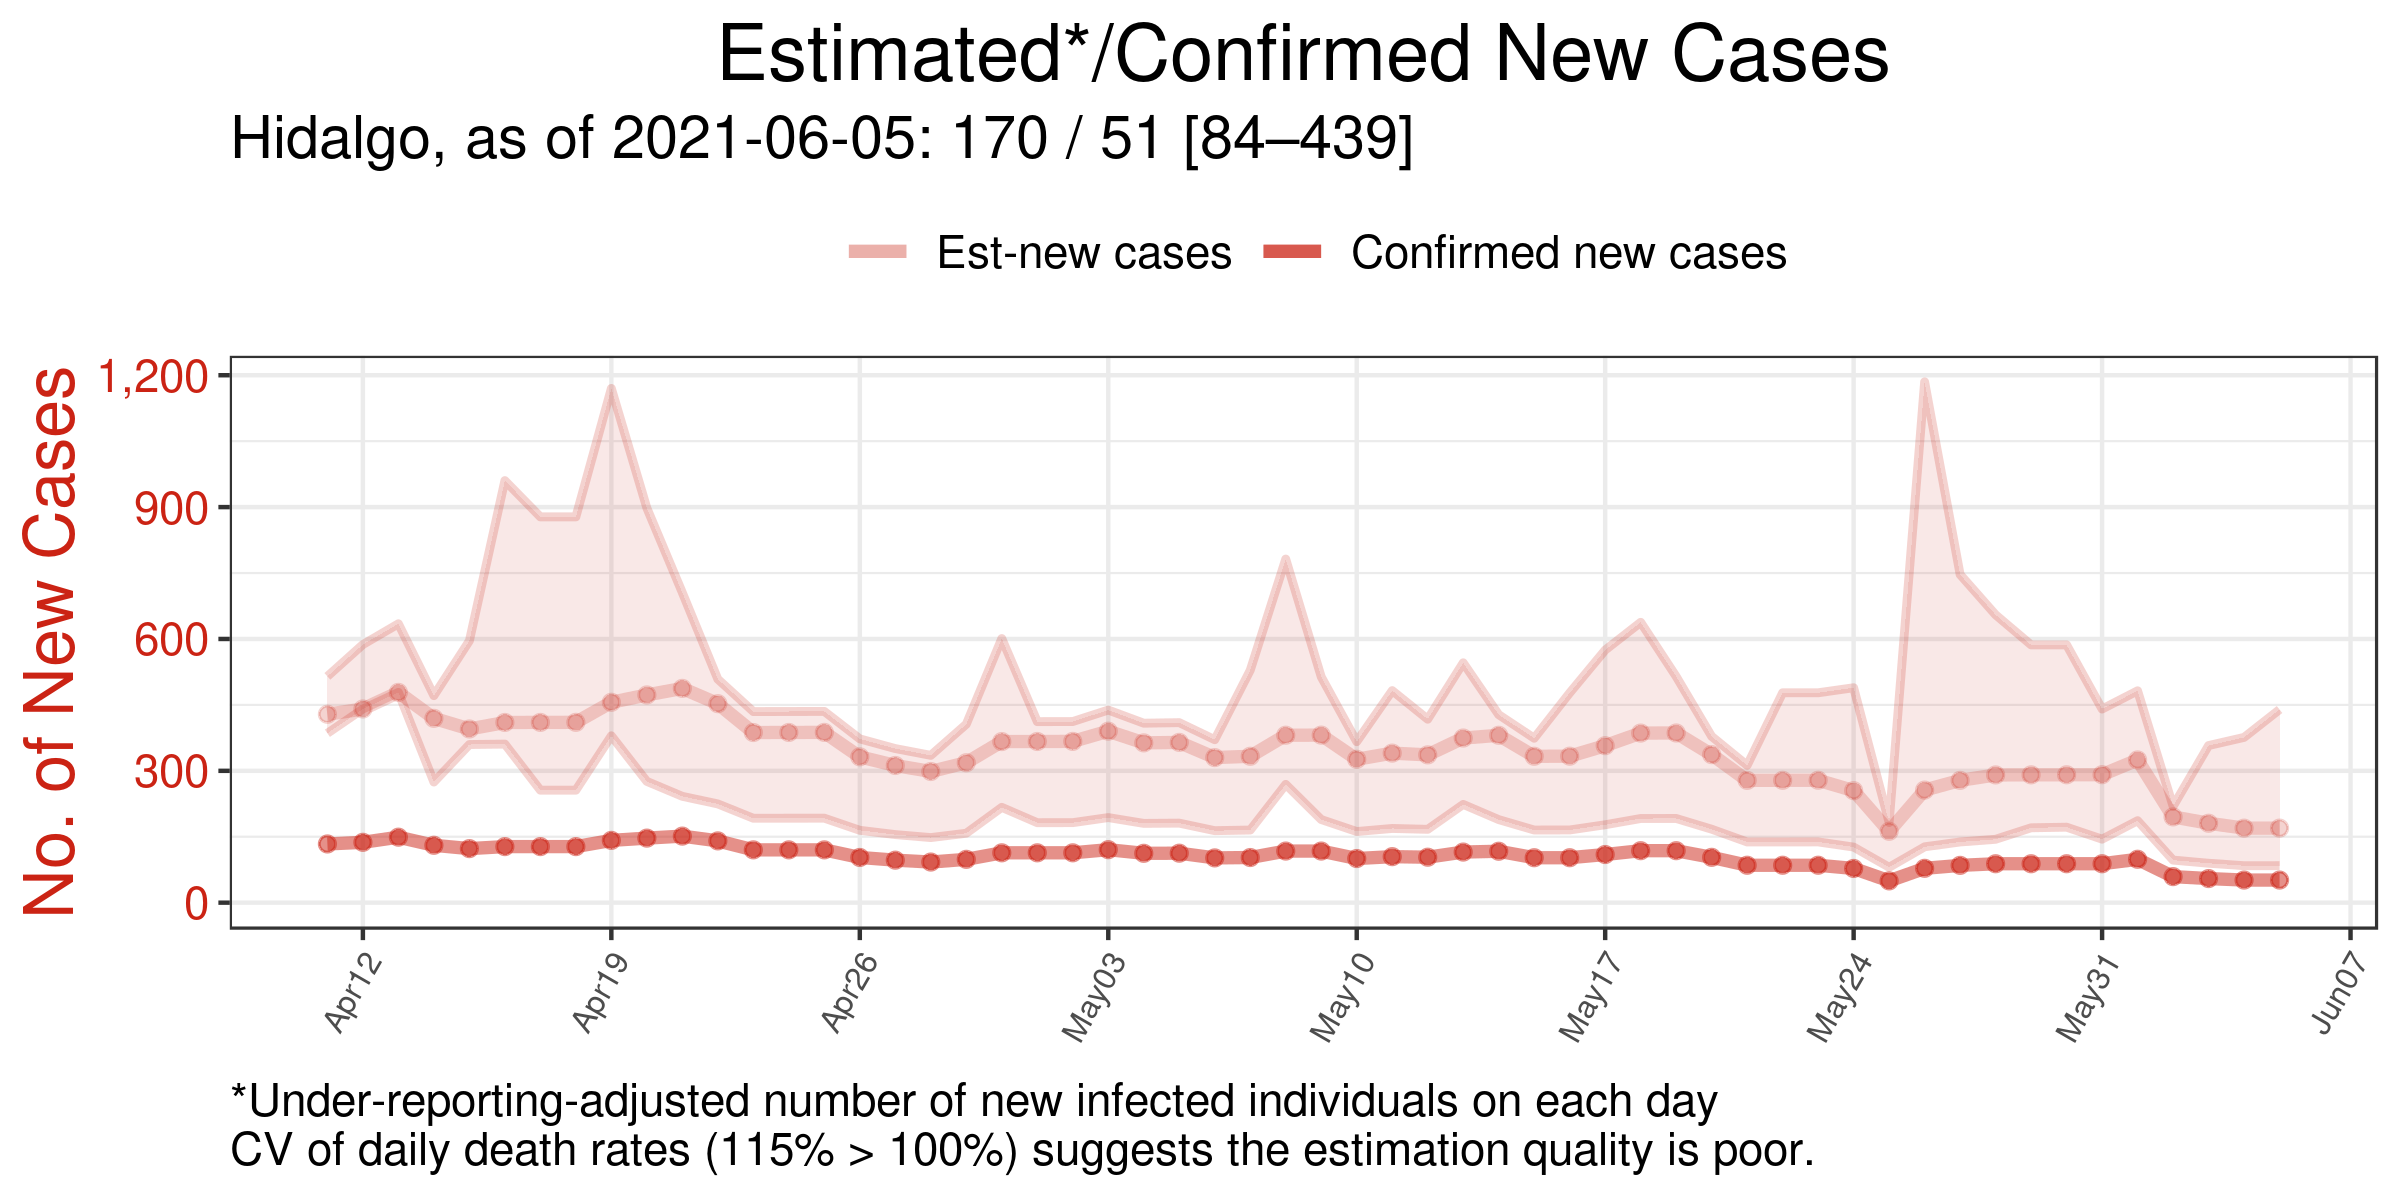 Estimated*/Confirmed New Cases
Hidalgo, as of 2021-06-05: 170 / 51 [84–439]
Est-new cases Confirmed new cases
No. of New Cases
1,200
900
600
300
0
Apr12 Apr19 Apr26 May03 May10 May17 May24 May31 Jun07
*Under-reporting-adjusted number of new infected individuals on each day
CV of daily death rates (115% > 100%) suggests the estimation quality is poor.